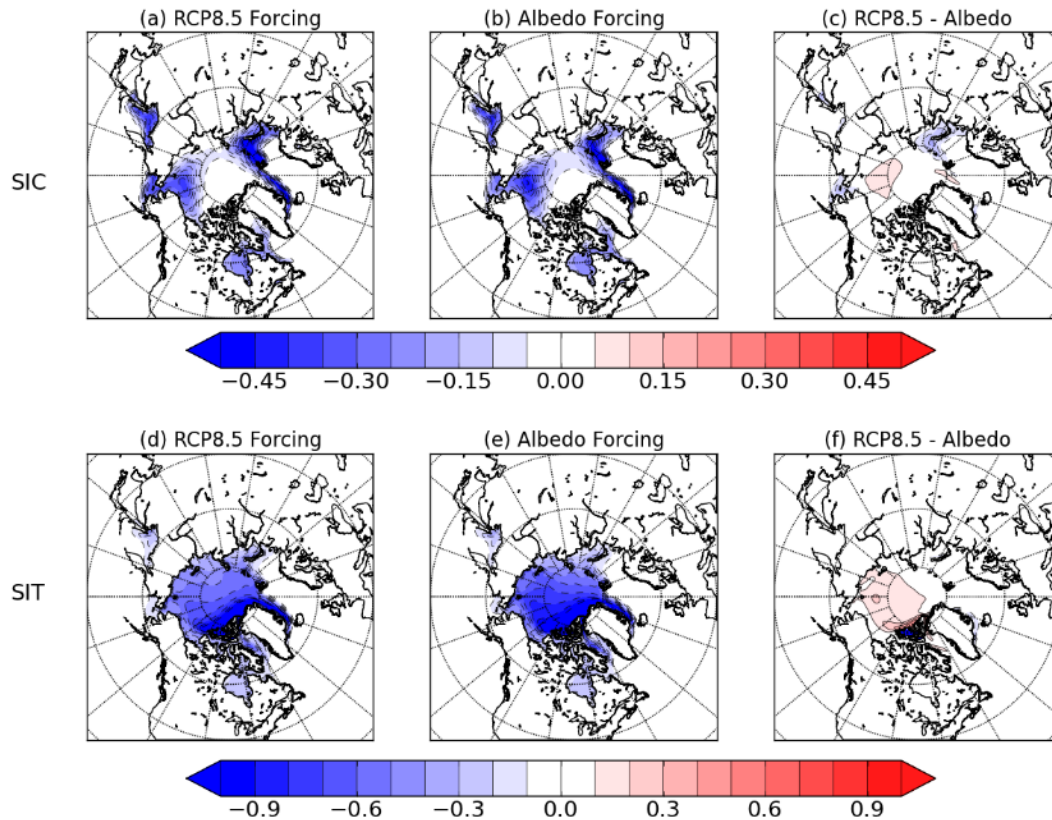 (a) RCP8.5 Forcing (b) Albedo Forcing (c) RCP8.5 - Albedo
SIC
−0.45 −0.30 −0.15 0.00 0.15 0.30 0.45
(d) RCP8.5 Forcing (e) Albedo Forcing (f) RCP8.5 - Albedo
SIT
−0.9 −0.6 −0.3 0.0 0.3 0.6 0.9